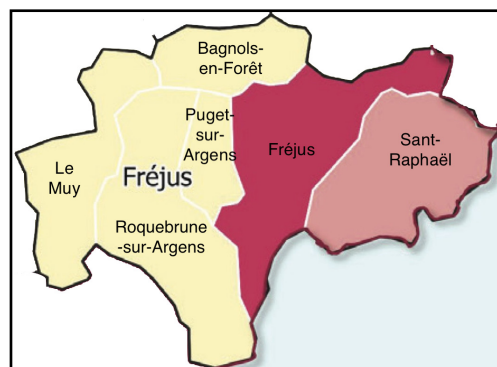 Bagnols-
en-Forêt
Puget-
sur-
Argens
Fréjus
Sant-
Raphaël
Le
Muy
Fréjus
Roquebrune
-sur-Argens